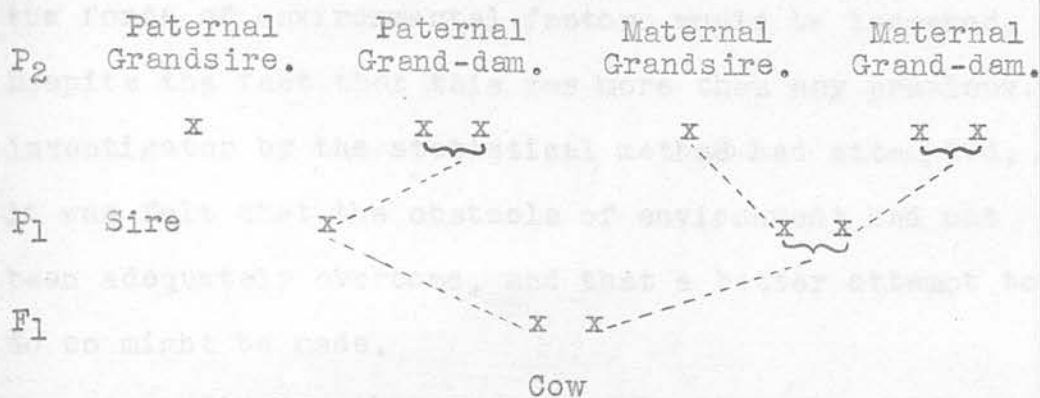 Paternal Paternal Maternal Maternal
P2 Grandsire. Grand-dam. Grandsire. Grand-dam.
x x x x x x
P1 Sire x x x
F1 x x
Cow